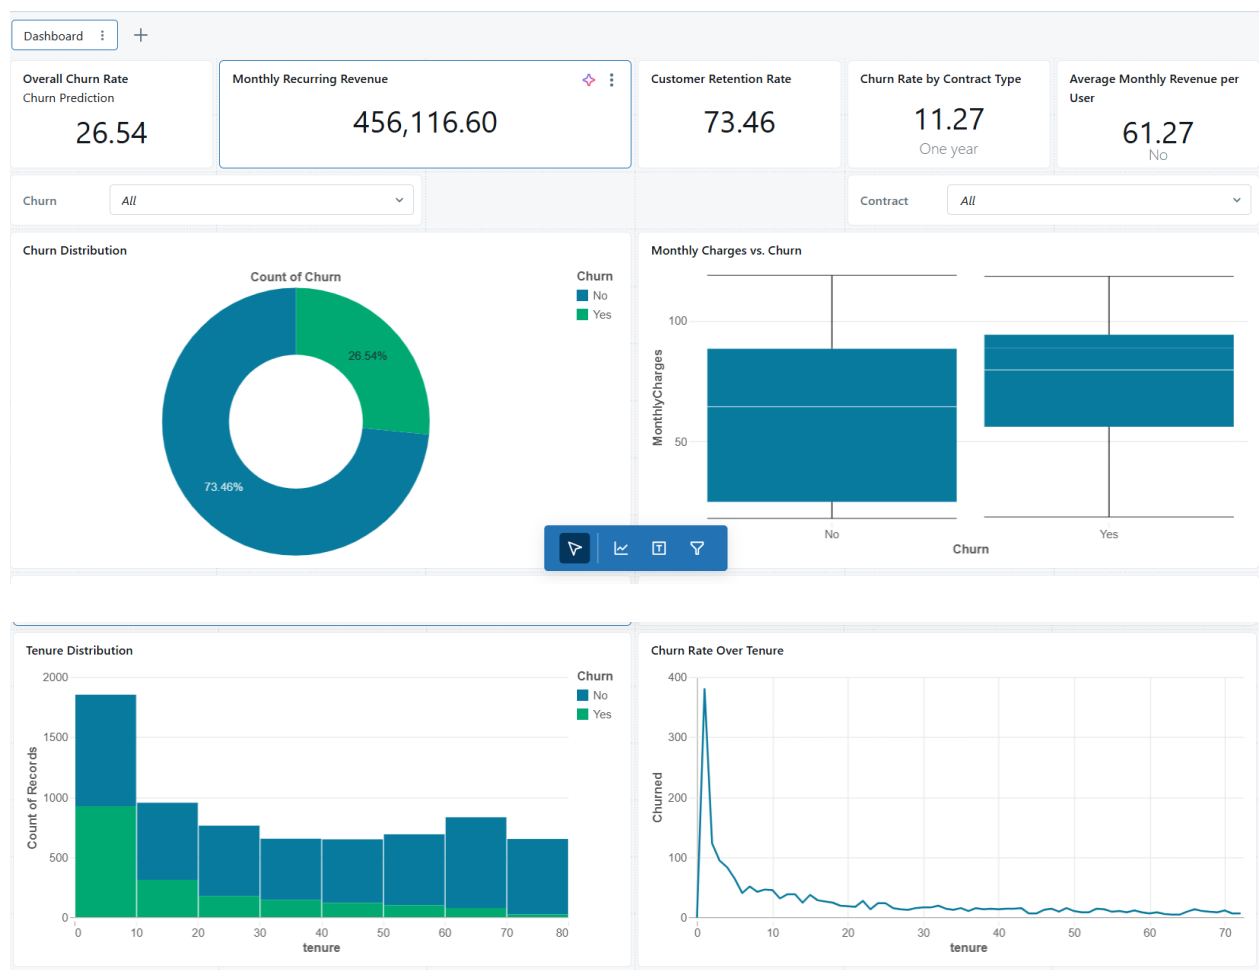 Dashboard
Overall Churn Rate
Churn Prediction
26.54
Monthly Recurring Revenue
456,116.60
Customer Retention Rate
73.46
Churn Rate by Contract Type
11.27
One year
Average Monthly Revenue per
User
61.27
No
Churn
All
Contract
All
Churn Distribution
Count of Churn
Churn
No
Yes
26.54%
73.46%
Monthly Charges vs. Churn
MonthlyCharges
100
50
No
Yes
Churn
T
Tenure Distribution
Churn
No
Yes
Count of Records
2000
1500
1000
500
0
0 10 20 30 40 50 60 70 80
tenure
Churn Rate Over Tenure
Churned
400
300
200
100
0
0 10 20 30 40 50 60 70
tenure